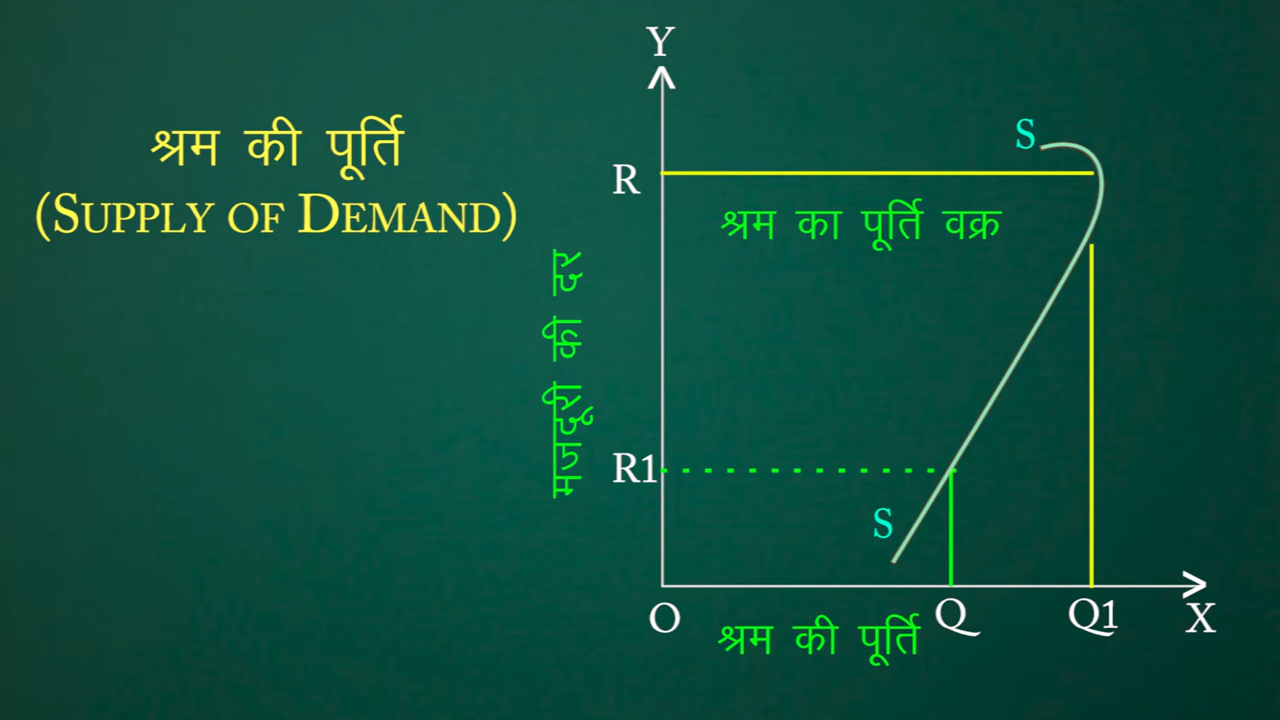 श्रम की पूर्ति
(SUPPLY OF DEMAND)
Y
S
R
श्रम का पूर्ति वक्र
मजदूरी की दर
R1
S
O
श्रम की पूर्ति
Q
Q1
X